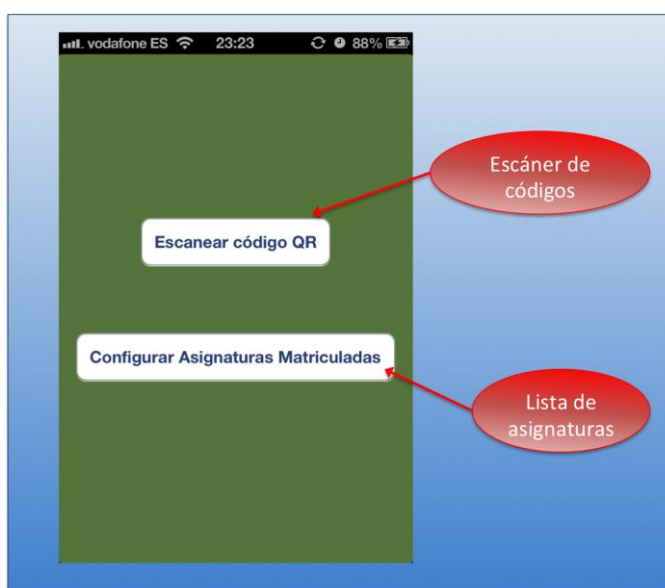 vodafone ES 23:23 88%
Escáner de
códigos
Escanear código QR
Configurar Asignaturas Matriculadas
Lista de
asignaturas